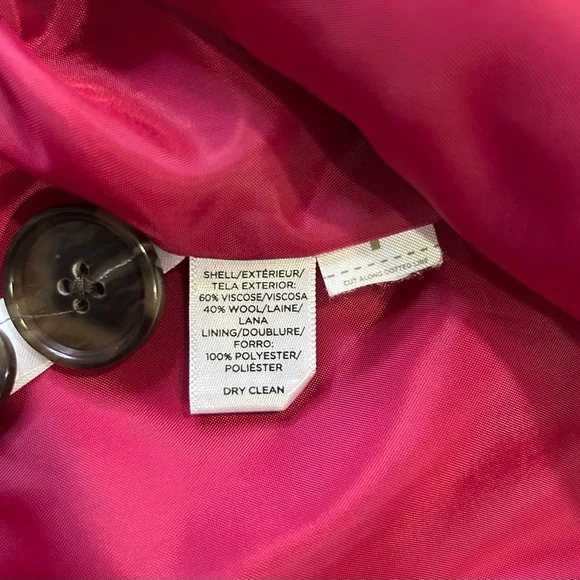 SHELL/EXTÉRIEUR/
TELA EXTERIOR:
60% VISCOSE/VISCOSA
40% WOOL/LAINE/
LANA
LINING/DOUBLURE/
FORRO:
100% POLYESTER/
POLIÉSTER
DRY CLEAN
CUT ALONG DOTTED LINE